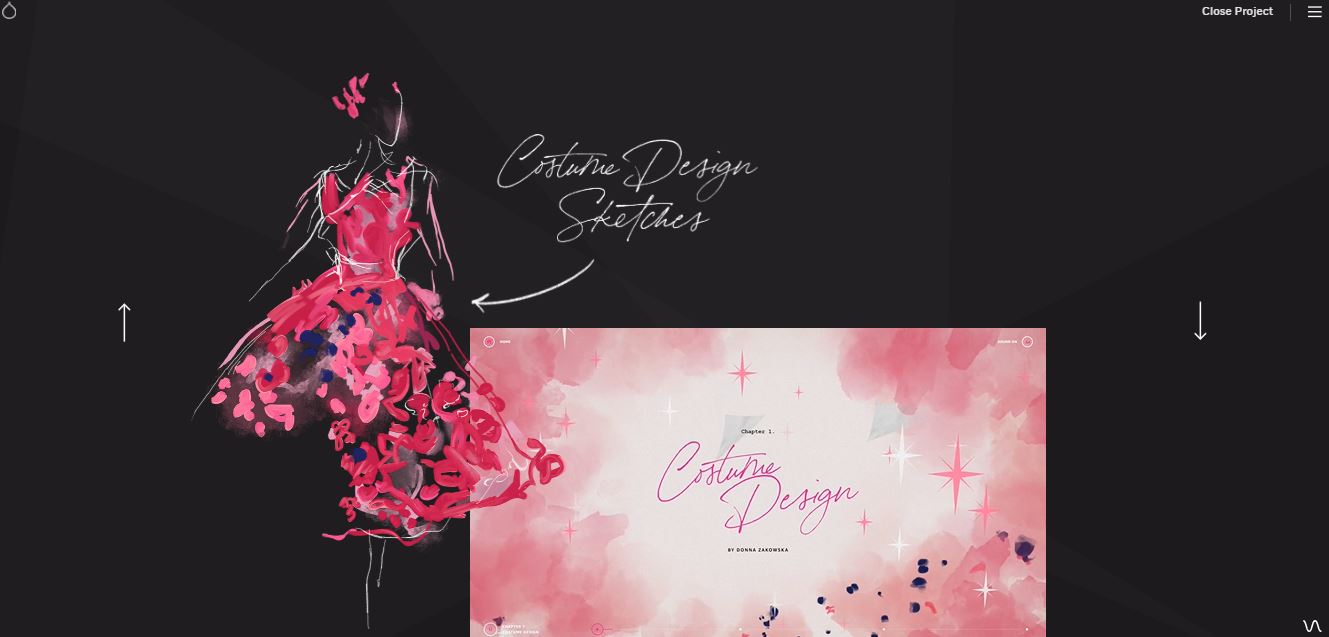 Close Project
Costume Design
Sketches
HOME
SOUND ON
Chapter 1.
Costume
Design
BY DONNA ZAKOWSKA
CHAPTER 1
COSTUME DESIGN